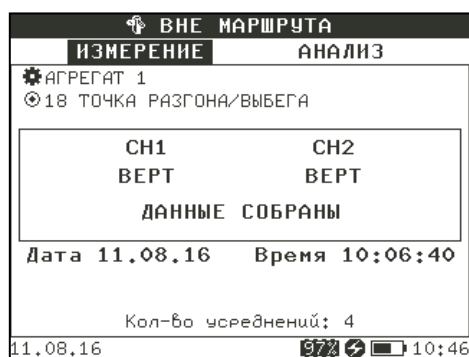 ВНЕ МАРШРУТА
ИЗМЕРЕНИЕ АНАЛИЗ
АГРЕГАТ 1
18 ТОЧКА РАЗГОНА/ВЫБЕГА
CH1 CH2
ВЕРТ ВЕРТ
ДАННЫЕ СОБРАНЫ
Дата 11.08.16 Время 10:06:40
Кол-во усреднений: 4
11.08.16 97% 10:46